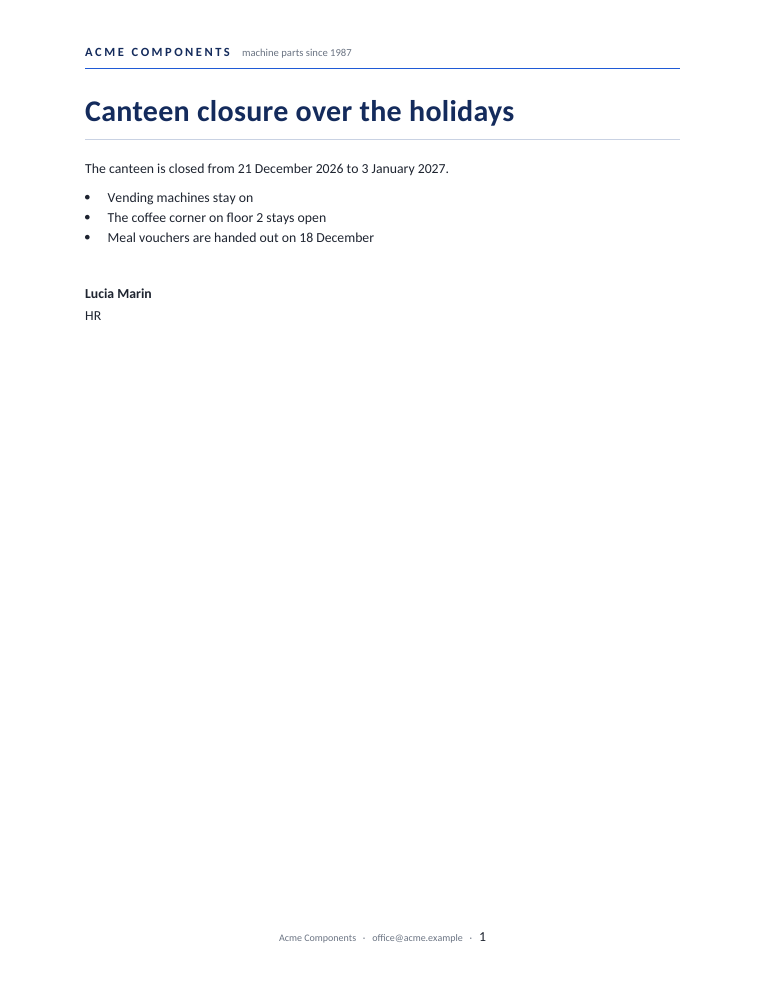 ACME COMPONENTS machine parts since 1987
Canteen closure over the holidays
The canteen is closed from 21 December 2026 to 3 January 2027.
• Vending machines stay on
• The coffee corner on floor 2 stays open
• Meal vouchers are handed out on 18 December
Lucia Marin
HR
Acme Components · office@acme.example · 1